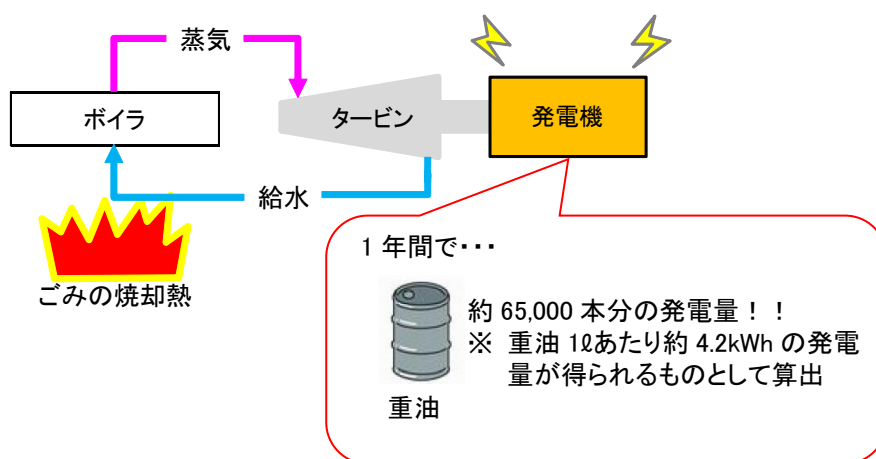 蒸気
ボイラ
タービン
発電機
給水
ごみの焼却熱
1 年間で･･･
約 65,000 本分の発電量！！
※ 重油 1ℓあたり約 4.2kWh の発電
量が得られるものとして算出
重油